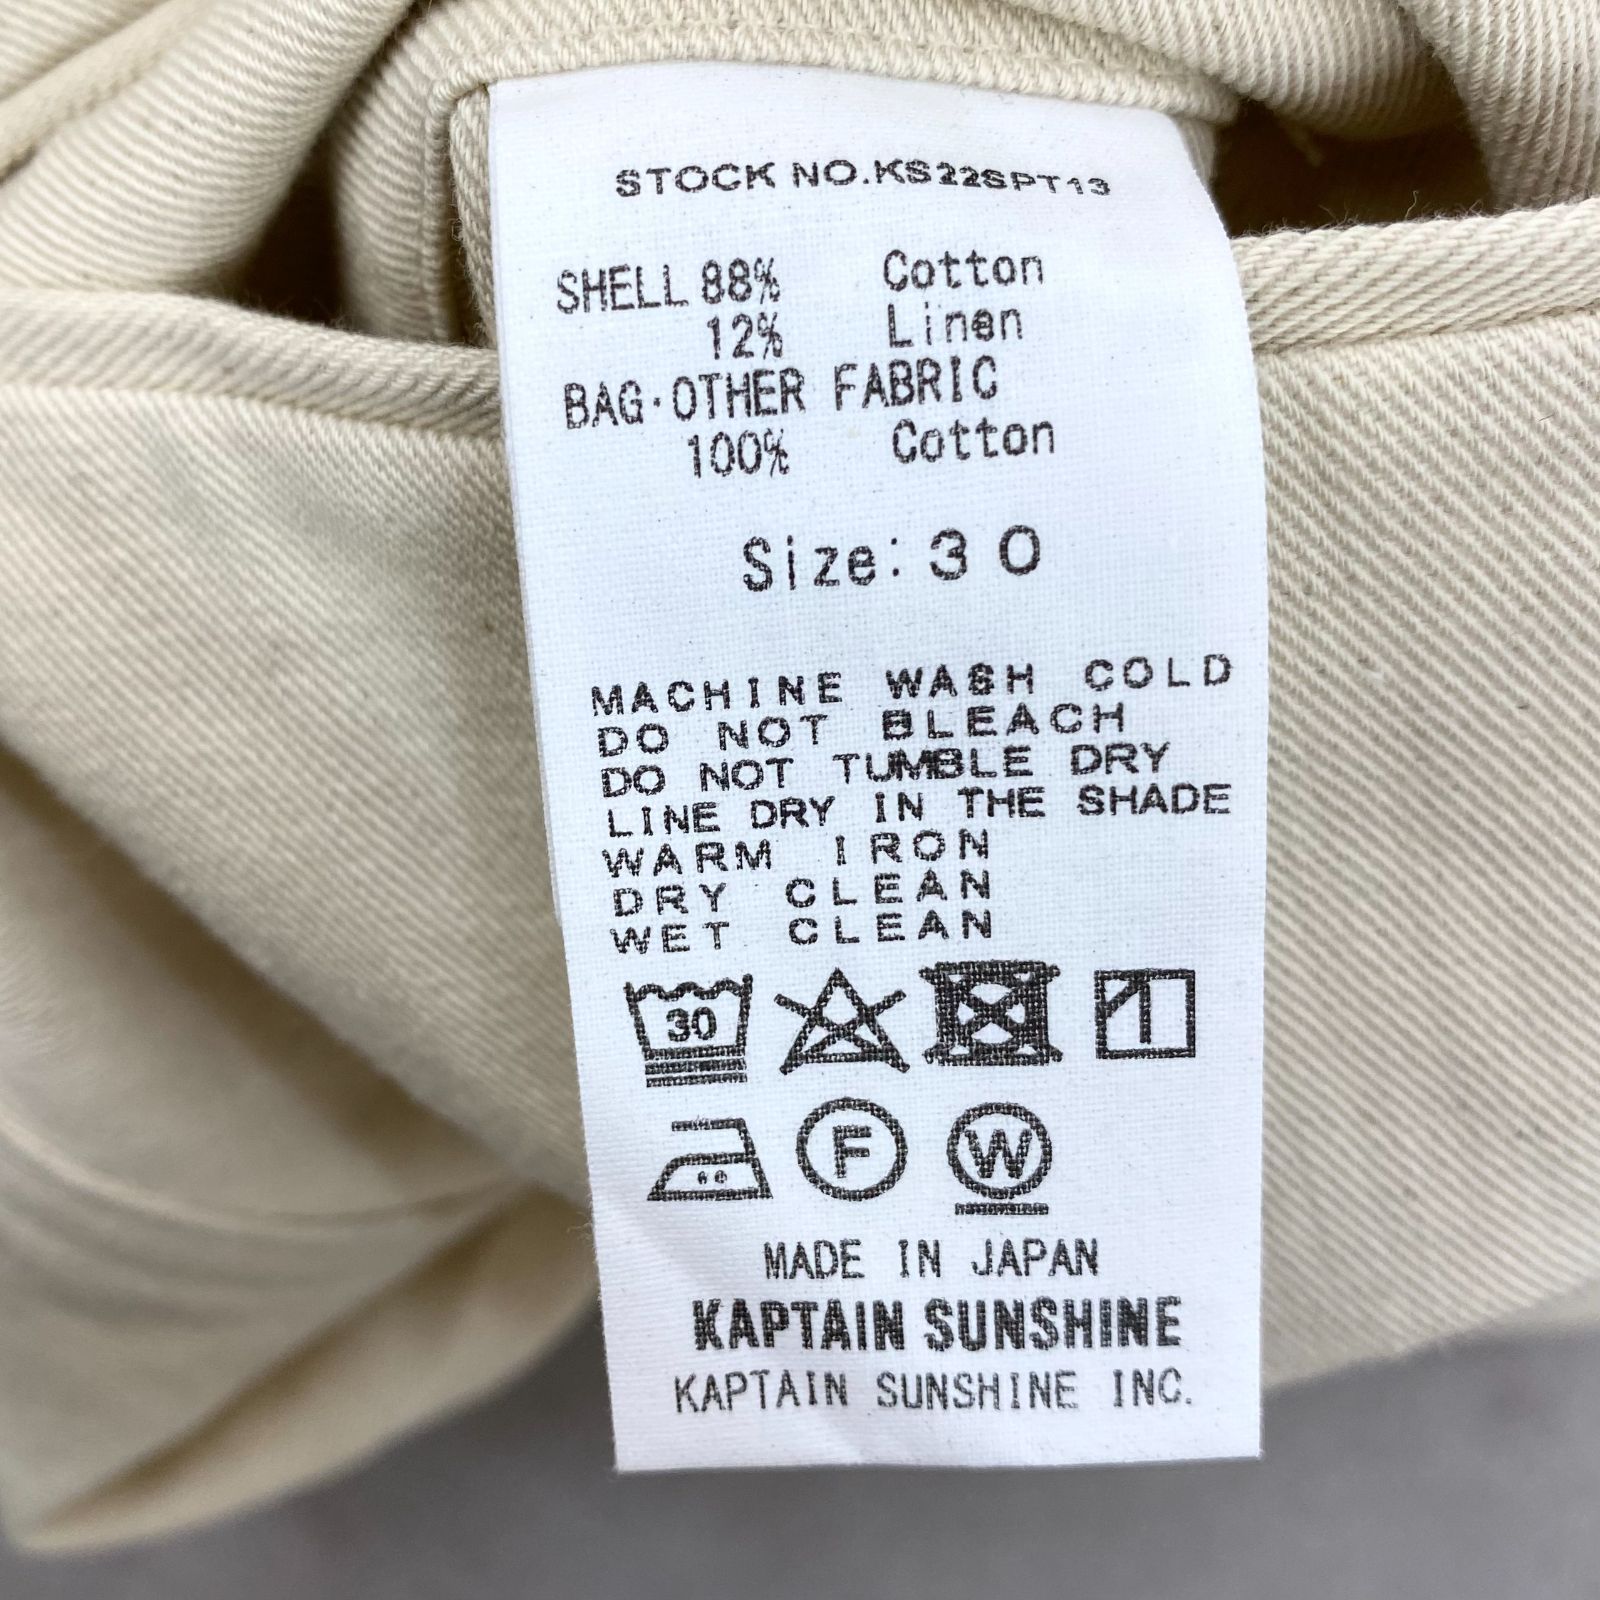 STOCK NO.KS22SPT13
SHELL 88% Cotton
12% Linen
BAG·OTHER FABRIC
100% Cotton
Size:30
MACHINE WASH COLD
DO NOT BLEACH
DO NOT TUMBLE DRY
LINE DRY IN THE SHADE
WARM IRON
DRY CLEAN
WET CLEAN
30
F W
MADE IN JAPAN
KAPTAIN SUNSHINE
KAPTAIN SUNSHINE INC.